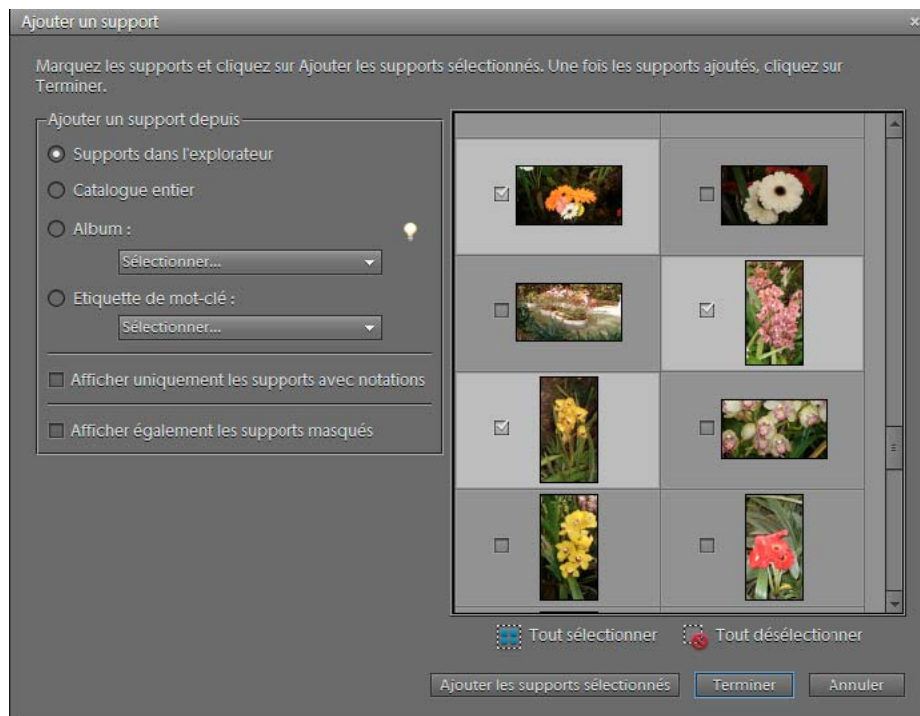 Ajouter un support
Marquez les supports et cliquez sur Ajouter les supports sélectionnés. Une fois les supports ajoutés, cliquez sur
Terminer.
Ajouter un support depuis
Supports dans l'explorateur
Catalogue entier
Album :
Sélectionner...
Etiquette de mot-clé :
Sélectionner...
Afficher uniquement les supports avec notations
Afficher également les supports masqués
Tout sélectionner
Tout désélectionner
Ajouter les supports sélectionnés
Terminer
Annuler